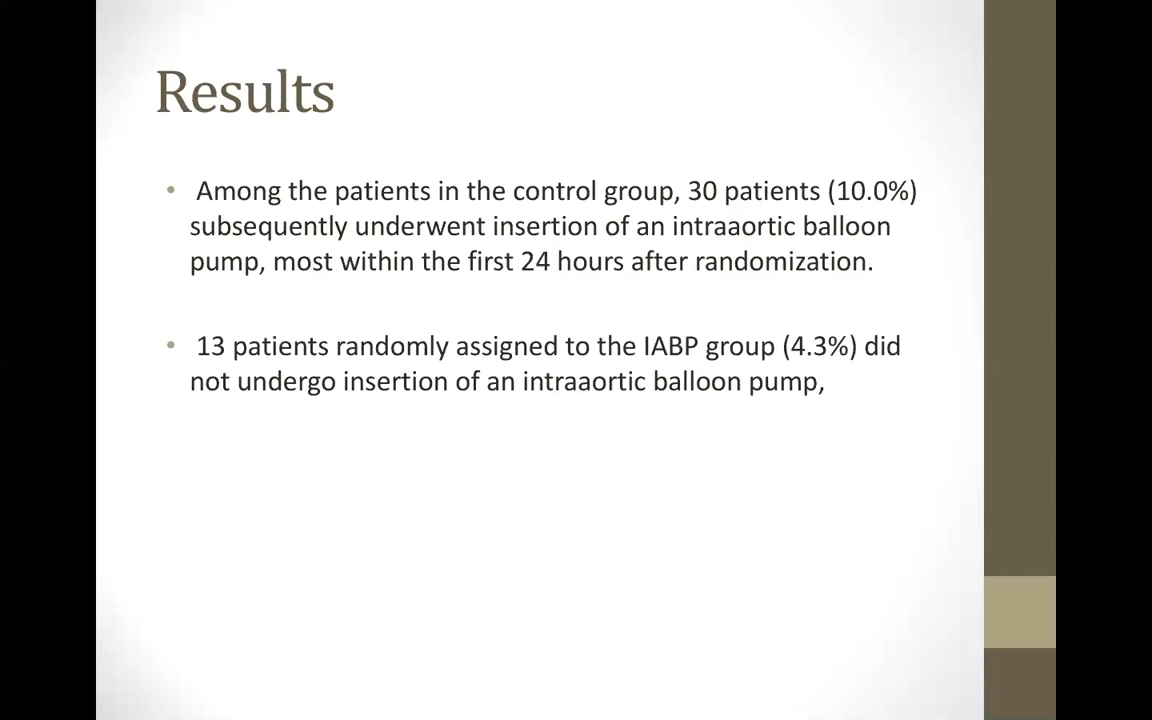 Results
• Among the patients in the control group, 30 patients (10.0%)
subsequently underwent insertion of an intraaortic balloon
pump, most within the first 24 hours after randomization.
• 13 patients randomly assigned to the IABP group (4.3%) did
not undergo insertion of an intraaortic balloon pump,